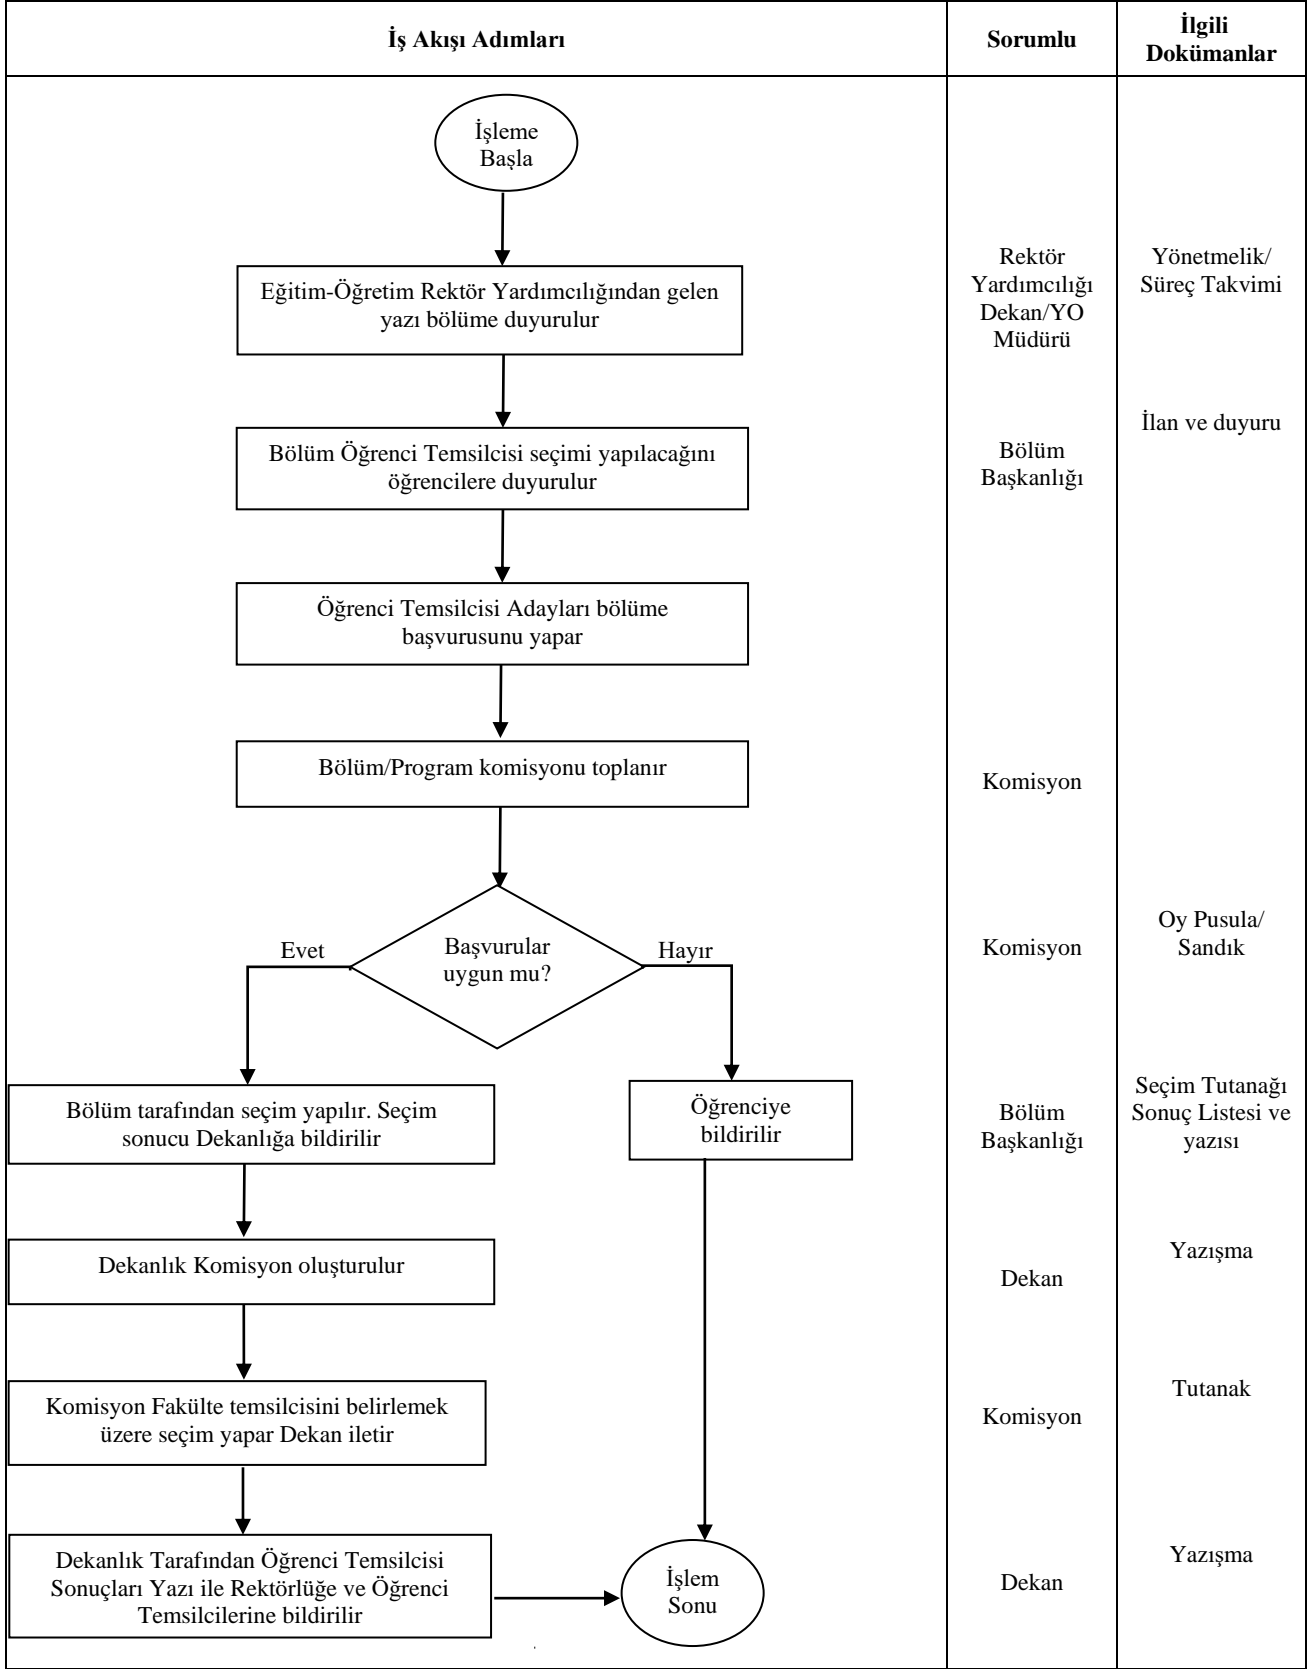 İş Akışı Adımları
Sorumlu
İlgili
Dokümanlar
İşleme
Başla
Eğitim-Öğretim Rektör Yardımcılığından gelen
yazı bölüme duyurulur
Rektör
Yardımcılığı
Dekan/YO
Müdürü
Yönetmelik/
Süreç Takvimi
Bölüm Öğrenci Temsilcisi seçimi yapılacağını
öğrencilere duyurulur
Bölüm
Başkanlığı
İlan ve duyuru
Öğrenci Temsilcisi Adayları bölüme
başvurusunu yapar
Bölüm/Program komisyonu toplanır
Komisyon
Evet
Başvurular
uygun mu?
Hayır
Komisyon
Oy Pusula/
Sandık
Bölüm tarafından seçim yapılır. Seçim
sonucu Dekanlığa bildirilir
Öğrenciye
bildirilir
Bölüm
Başkanlığı
Seçim Tutanağı
Sonuç Listesi ve
yazısı
Dekanlık Komisyon oluşturulur
Dekan
Yazışma
Komisyon Fakülte temsilcisini belirlemek
üzere seçim yapar Dekan iletir
Komisyon
Tutanak
Dekanlık Tarafından Öğrenci Temsilcisi
Sonuçları Yazı ile Rektörlüğe ve Öğrenci
Temsilcilerine bildirilir
İşlem
Sonu
Dekan
Yazışma